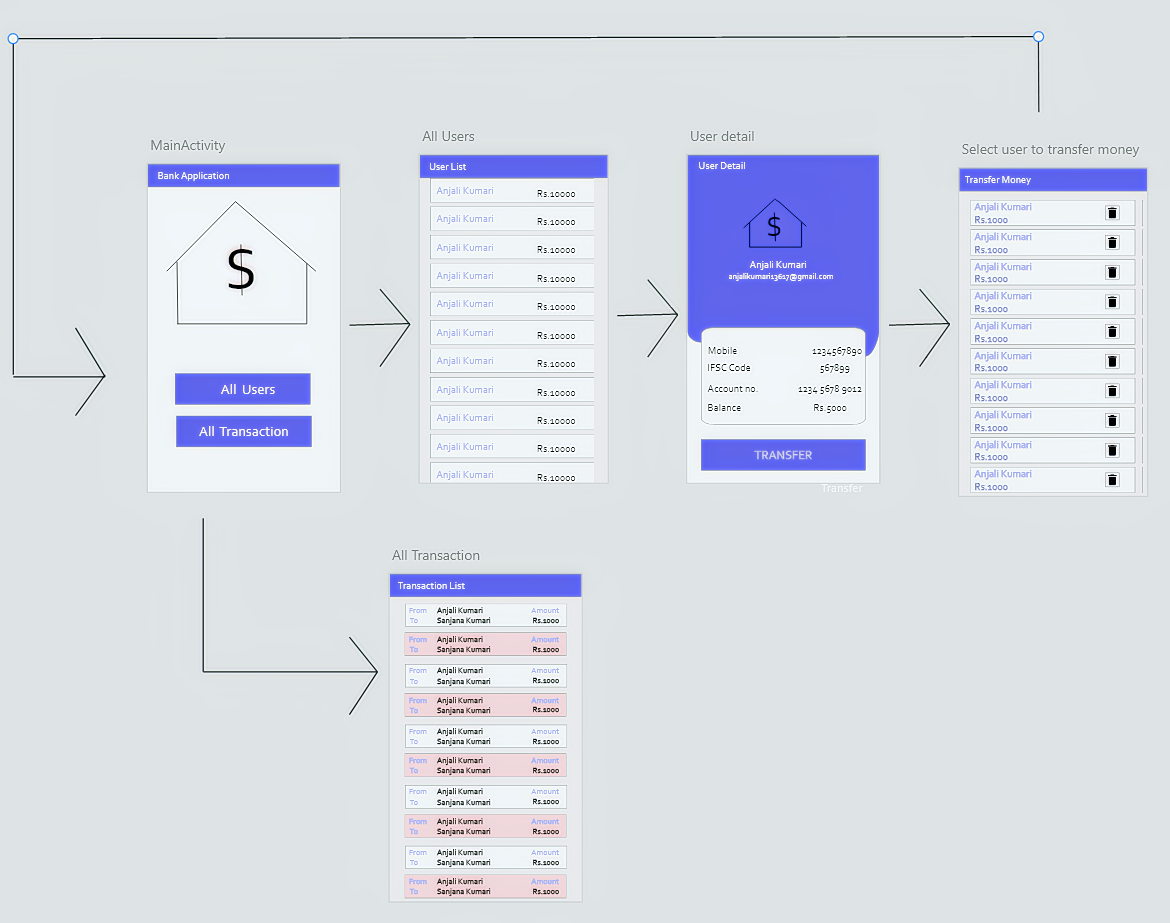 MainActivity
Bank Application
$
All Users
All Transaction
All Users
User List
Anjali Kumari Rs.10000
Anjali Kumari Rs.10000
Anjali Kumari Rs.10000
Anjali Kumari Rs.10000
Anjali Kumari Rs.10000
Anjali Kumari Rs.10000
Anjali Kumari Rs.10000
Anjali Kumari Rs.10000
Anjali Kumari Rs.10000
Anjali Kumari Rs.10000
Anjali Kumari Rs.10000
User detail
User Detail
$
Anjali Kumari
anjalikumari13617@gmail.com
Mobile 1234567890
IFSC Code 567899
Account no. 1234 5678 9012
Balance Rs.5000
TRANSFER
Transfer
Select user to transfer money
Transfer Money
Anjali Kumari
Rs.1000
Anjali Kumari
Rs.1000
Anjali Kumari
Rs.1000
Anjali Kumari
Rs.1000
Anjali Kumari
Rs.1000
Anjali Kumari
Rs.1000
Anjali Kumari
Rs.1000
Anjali Kumari
Rs.1000
Anjali Kumari
Rs.1000
Anjali Kumari
Rs.1000
All Transaction
Transaction List
From Anjali Kumari Amount
To Sanjana Kumari Rs.1000
From Anjali Kumari Amount
To Sanjana Kumari Rs.1000
From Anjali Kumari Amount
To Sanjana Kumari Rs.1000
From Anjali Kumari Amount
To Sanjana Kumari Rs.1000
From Anjali Kumari Amount
To Sanjana Kumari Rs.1000
From Anjali Kumari Amount
To Sanjana Kumari Rs.1000
From Anjali Kumari Amount
To Sanjana Kumari Rs.1000
From Anjali Kumari Amount
To Sanjana Kumari Rs.1000
From Anjali Kumari Amount
To Sanjana Kumari Rs.1000
From Anjali Kumari Amount
To Sanjana Kumari Rs.1000